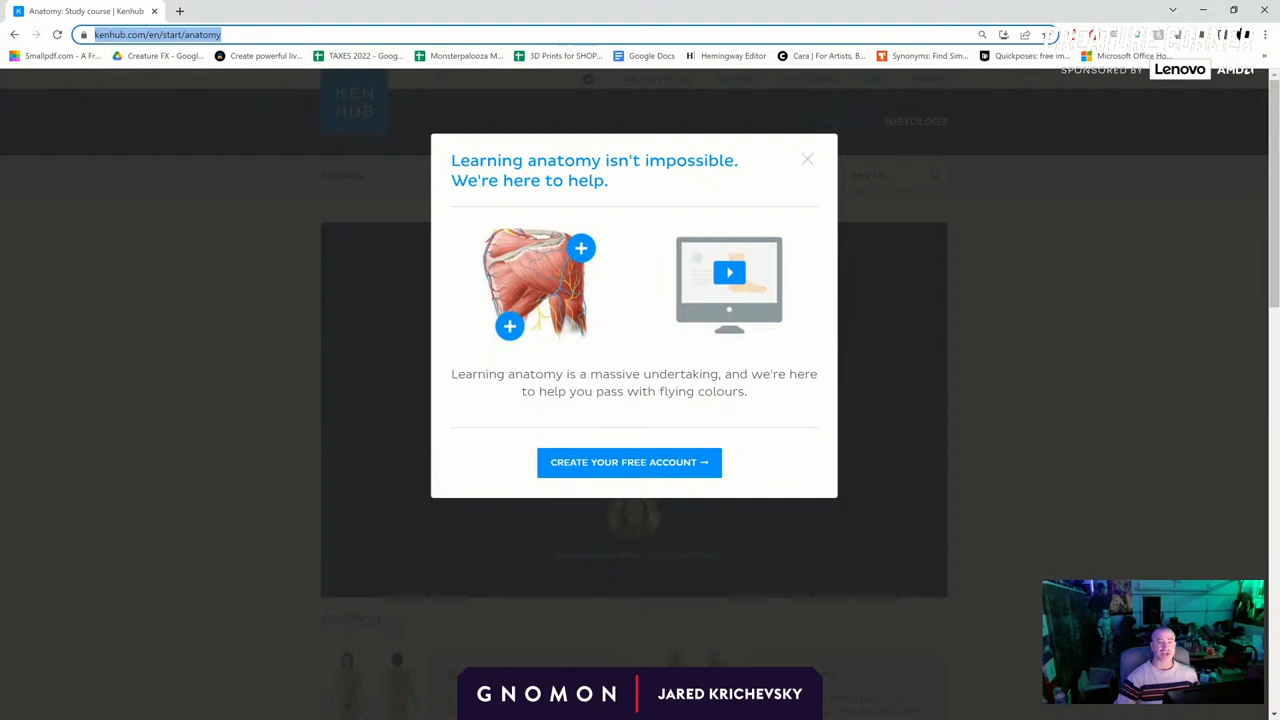 Anatomy: Study course | Kenhub
kenhub.com/en/start/anatomy
Smallpdf.com - A Fr...
Creature FX - Googl...
Create powerful liv...
TAXES 2022 - Goog...
Monsterpalooza M...
3D Prints for SHOP...
Google Docs
Hemingway Editor
Cara | For Artists, B...
Synonyms: Find Sim...
Quickposes: free im...
Microsoft Office Ho...
SPONSORED BY Lenovo AMD
KEN
HUB
HISTOLOGY
Search...
Learning anatomy isn't impossible.
We're here to help.
Learning anatomy is a massive undertaking, and we're here
to help you pass with flying colours.
CREATE YOUR FREE ACCOUNT →
GNOMON JARED KRICHEVSKY